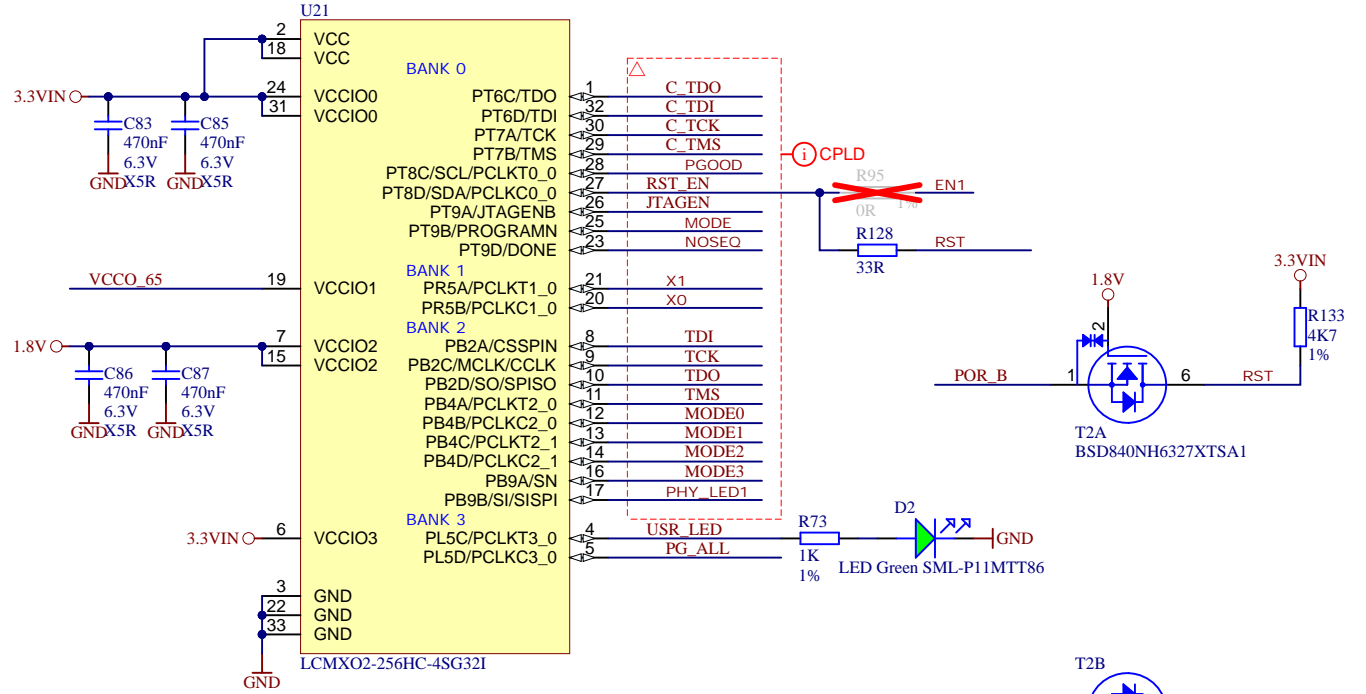 U21
2 VCC
18 VCC
BANK 0
3.3VIN
24 VCCIO0
31 VCCIO0
C83
470nF
6.3V
X5R
GND
C85
470nF
6.3V
X5R
GND
PT6C/TDO 1 C_TDO
PT6D/TDI 32 C_TDI
PT7A/TCK 30 C_TCK
PT7B/TMS 29 C_TMS
PT8C/SCL/PCLKT0_0 28 PGOOD
PT8D/SDA/PCLKC0_0 27 RST_EN
PT9A/JTAGENB 26 JTAGEN
PT9B/PROGRAMN 25 MODE
PT9D/DONE 23 NOSEQ
i CPLD
R95
0R
1%
EN1
R128
33R
RST
BANK 1
VCCO_65 19 VCCIO1
PR5A/PCLKT1_0 21 X1
PR5B/PCLKC1_0 20 X0
BANK 2
1.8V
7 VCCIO2
15 VCCIO2
C86
470nF
6.3V
X5R
GND
C87
470nF
6.3V
X5R
GND
PB2A/CSSPIN 8 TDI
PB2C/MCLK/CCLK 9 TCK
PB2D/SO/SPISO 10 TDO
PB4A/PCLKT2_0 11 TMS
PB4B/PCLKC2_0 12 MODE0
PB4C/PCLKT2_1 13 MODE1
PB4D/PCLKC2_1 14 MODE2
PB9A/SN 16 MODE3
PB9B/SI/SISPI 17 PHY_LED1
BANK 3
3.3VIN 6 VCCIO3
PL5C/PCLKT3_0 4 USR_LED
PL5D/PCLKC3_0 5 PG_ALL
R73
1K
1%
D2
LED Green SML-P11MTT86
GND
3 GND
22 GND
33 GND
GND
LCMXO2-256HC-4SG32I
1.8V
2
POR_B 1
6 RST
3.3VIN
R133
4K7
1%
T2A
BSD840NH6327XTSA1
T2B